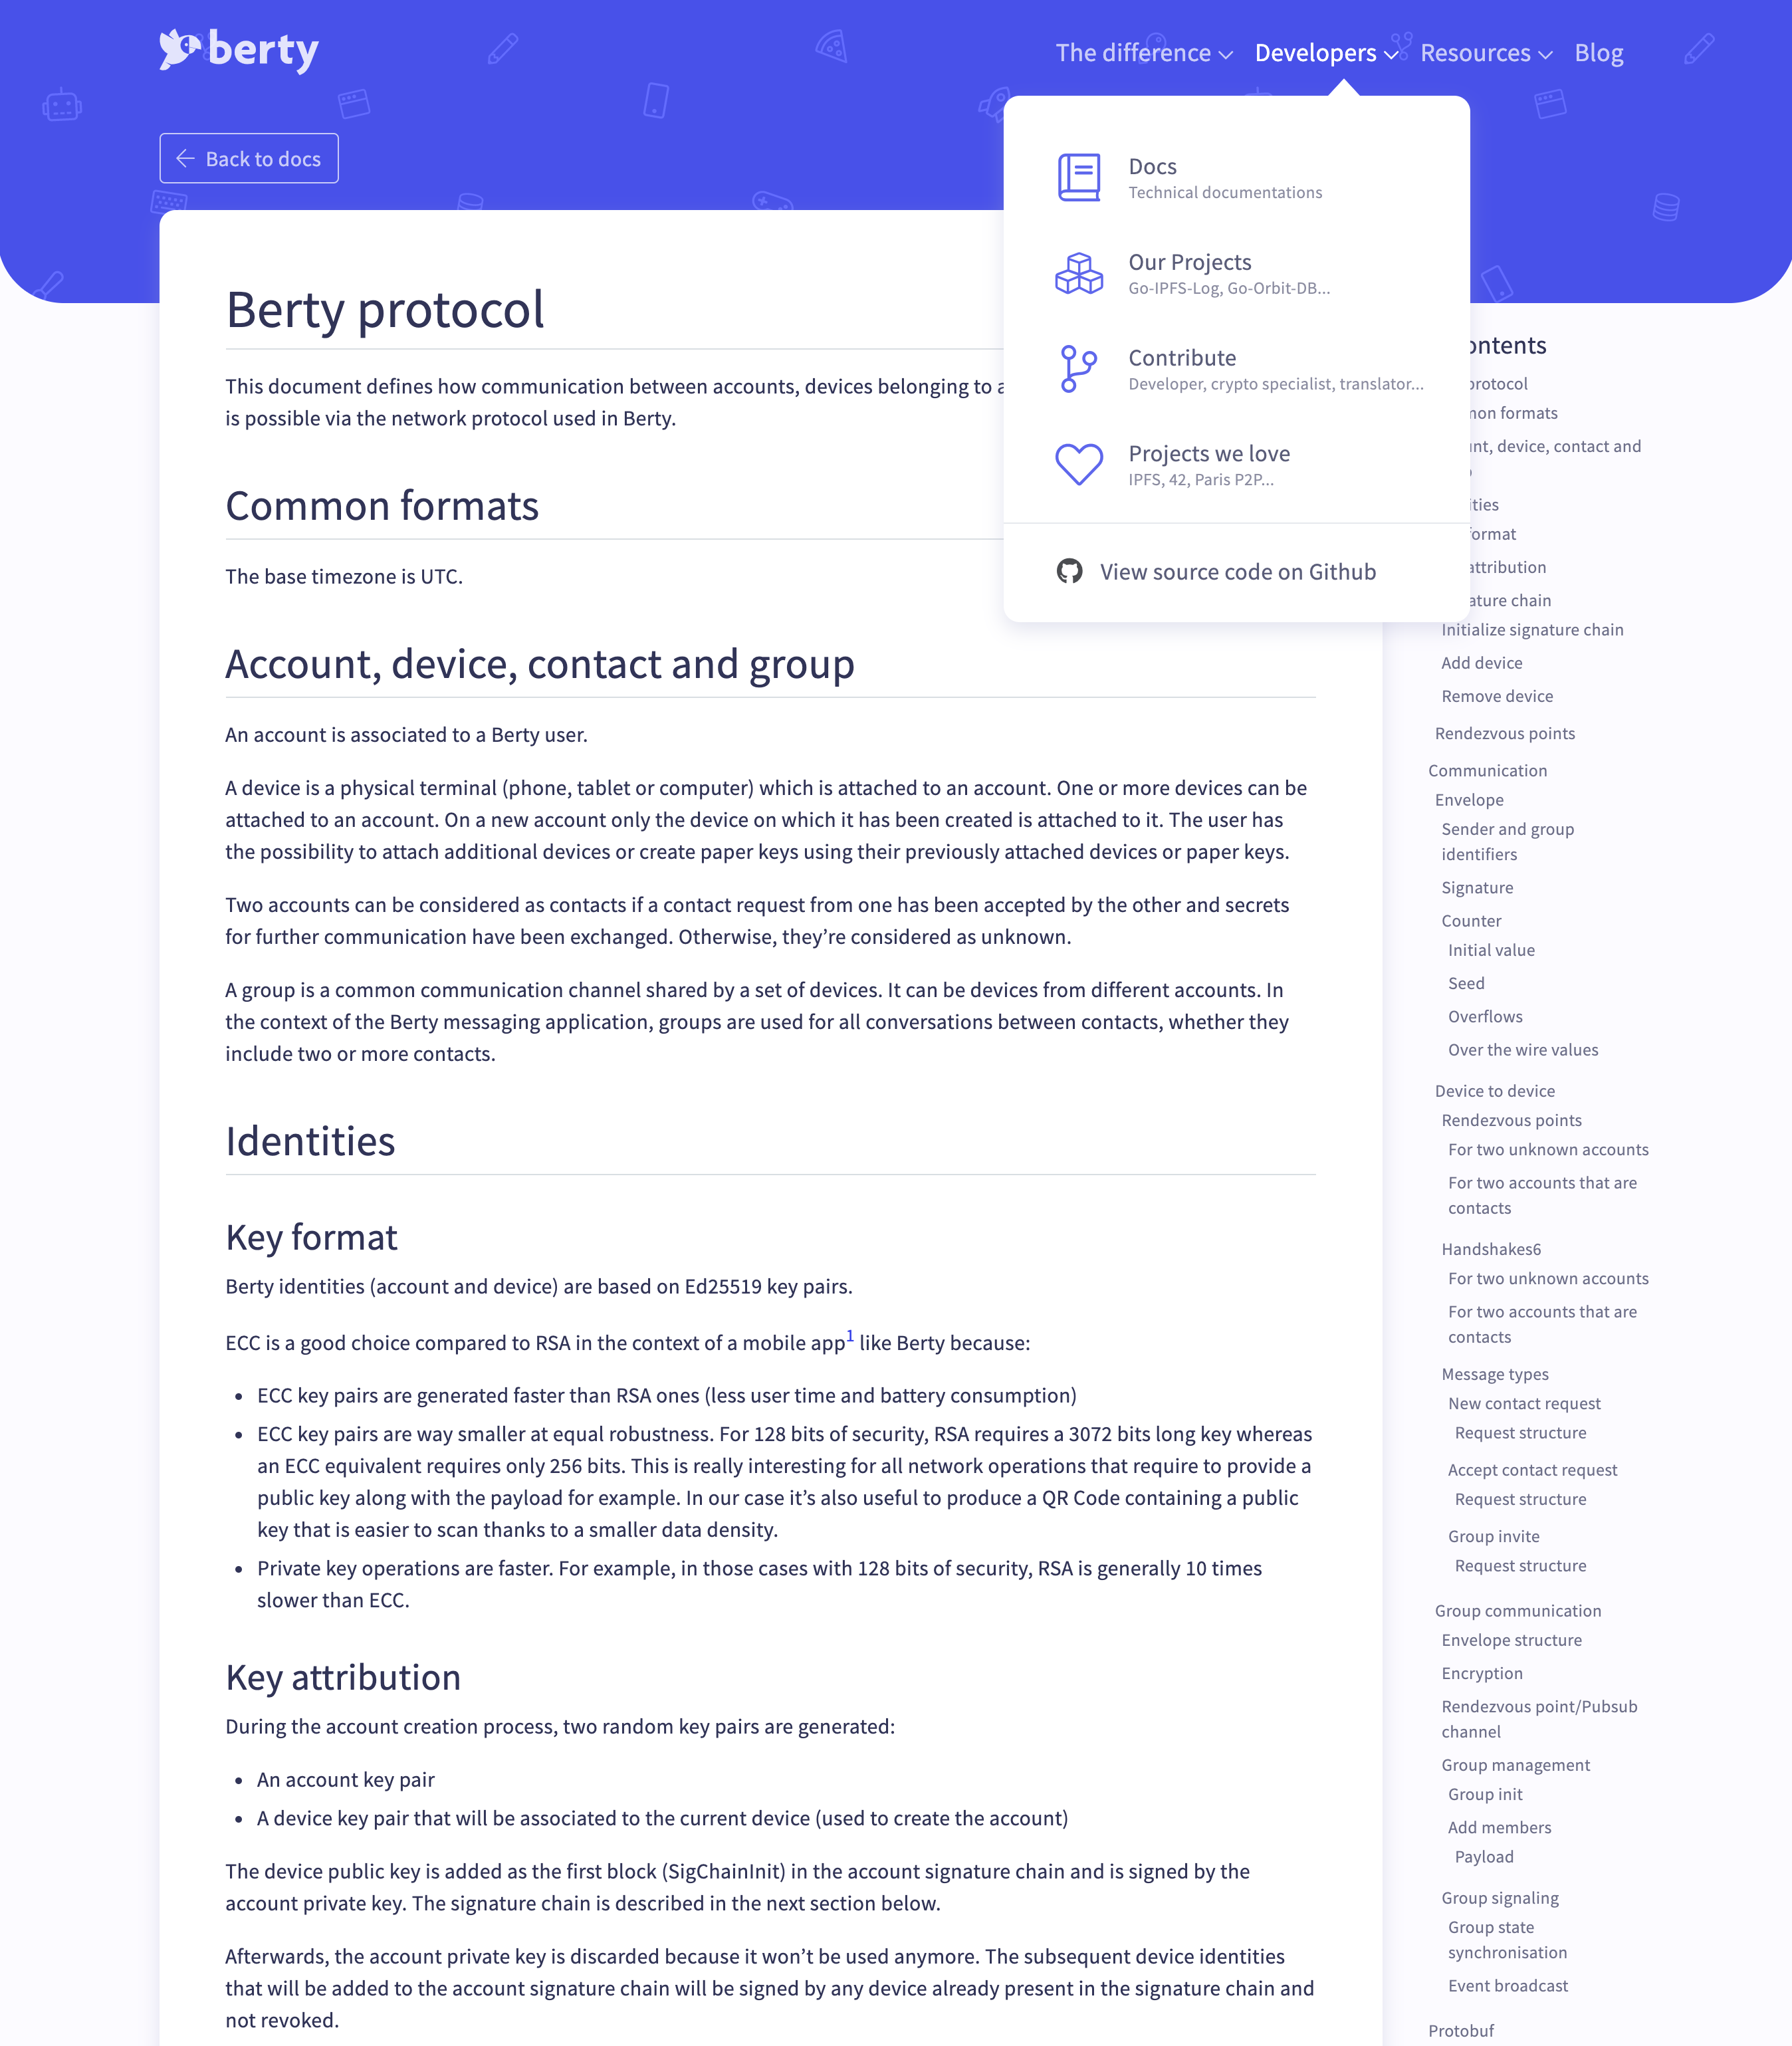 berty
The difference
Developers
Resources
Blog
Back to docs
Docs
Technical documentations
Our Projects
Go-IPFS-Log, Go-Orbit-DB...
Contribute
Developer, crypto specialist, translator...
Projects we love
IPFS, 42, Paris P2P...
View source code on Github
Berty protocol
This document defines how communication between accounts, devices belonging to
is possible via the network protocol used in Berty.
Common formats
The base timezone is UTC.
Account, device, contact and group
An account is associated to a Berty user.
A device is a physical terminal (phone, tablet or computer) which is attached to an account. One or more devices can be
attached to an account. On a new account only the device on which it has been created is attached to it. The user has
the possibility to attach additional devices or create paper keys using their previously attached devices or paper keys.
Two accounts can be considered as contacts if a contact request from one has been accepted by the other and secrets
for further communication have been exchanged. Otherwise, they’re considered as unknown.
A group is a common communication channel shared by a set of devices. It can be devices from different accounts. In
the context of the Berty messaging application, groups are used for all conversations between contacts, whether they
include two or more contacts.
Identities
Key format
Berty identities (account and device) are based on Ed25519 key pairs.
ECC is a good choice compared to RSA in the context of a mobile app1 like Berty because:
• ECC key pairs are generated faster than RSA ones (less user time and battery consumption)
• ECC key pairs are way smaller at equal robustness. For 128 bits of security, RSA requires a 3072 bits long key whereas
an ECC equivalent requires only 256 bits. This is really interesting for all network operations that require to provide a
public key along with the payload for example. In our case it’s also useful to produce a QR Code containing a public
key that is easier to scan thanks to a smaller data density.
• Private key operations are faster. For example, in those cases with 128 bits of security, RSA is generally 10 times
slower than ECC.
Key attribution
During the account creation process, two random key pairs are generated:
• An account key pair
• A device key pair that will be associated to the current device (used to create the account)
The device public key is added as the first block (SigChainInit) in the account signature chain and is signed by the
account private key. The signature chain is described in the next section below.
Afterwards, the account private key is discarded because it won’t be used anymore. The subsequent device identities
that will be added to the account signature chain will be signed by any device already present in the signature chain and
not revoked.
ontents
protocol
formats
device, contact and
format
attribution
chain
Initialize signature chain
Add device
Remove device
Rendezvous points
Communication
Envelope
Sender and group
identifiers
Signature
Counter
Initial value
Seed
Overflows
Over the wire values
Device to device
Rendezvous points
For two unknown accounts
For two accounts that are
contacts
Handshakes6
For two unknown accounts
For two accounts that are
contacts
Message types
New contact request
Request structure
Accept contact request
Request structure
Group invite
Request structure
Group communication
Envelope structure
Encryption
Rendezvous point/Pubsub
channel
Group management
Group init
Add members
Payload
Group signaling
Group state
synchronisation
Event broadcast
Protobuf